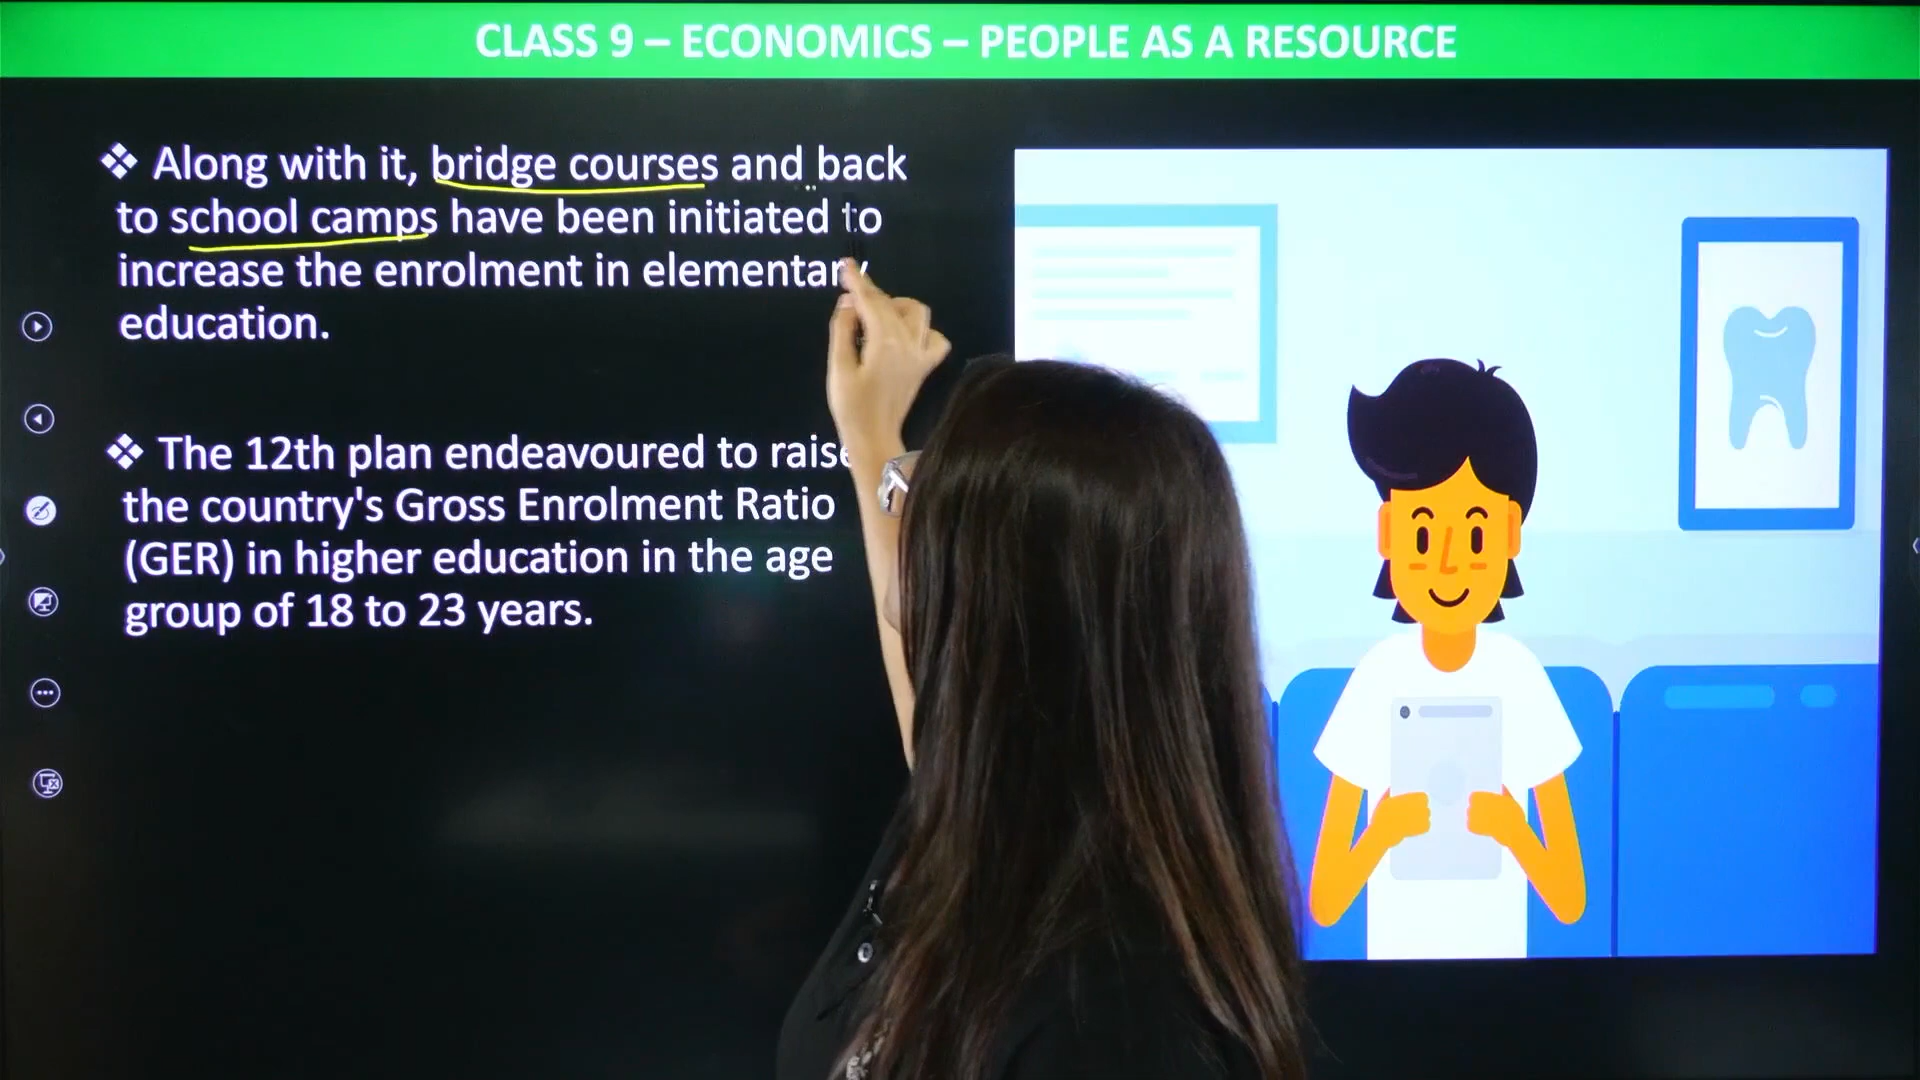 CLASS 9 – ECONOMICS – PEOPLE AS A RESOURCE
❖ Along with it, bridge courses and back
to school camps have been initiated to
increase the enrolment in elementary
education.
❖ The 12th plan endeavoured to raise
the country's Gross Enrolment Ratio
(GER) in higher education in the age
group of 18 to 23 years.